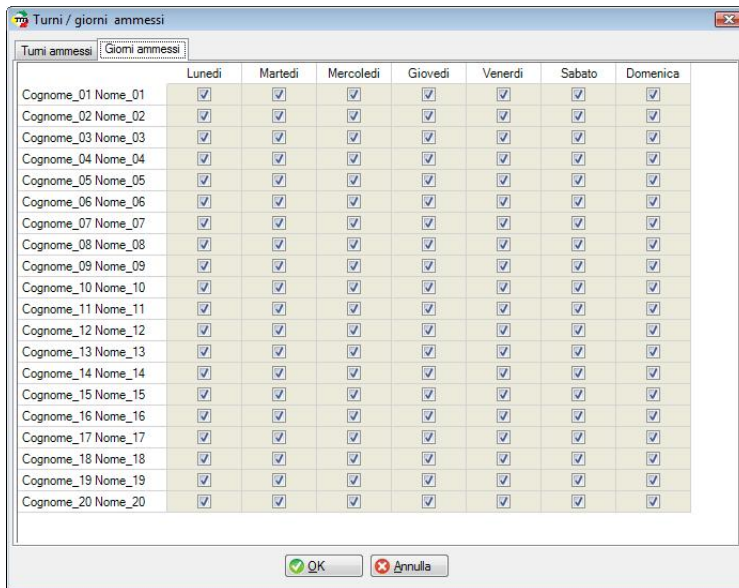 Turni / giorni ammessi
Turni ammessi Giorni ammessi
Lunedì Martedì Mercoledì Giovedì Venerdì Sabato Domenica
Cognome_01 Nome_01
Cognome_02 Nome_02
Cognome_03 Nome_03
Cognome_04 Nome_04
Cognome_05 Nome_05
Cognome_06 Nome_06
Cognome_07 Nome_07
Cognome_08 Nome_08
Cognome_09 Nome_09
Cognome_10 Nome_10
Cognome_11 Nome_11
Cognome_12 Nome_12
Cognome_13 Nome_13
Cognome_14 Nome_14
Cognome_15 Nome_15
Cognome_16 Nome_16
Cognome_17 Nome_17
Cognome_18 Nome_18
Cognome_19 Nome_19
Cognome_20 Nome_20
OK Annulla